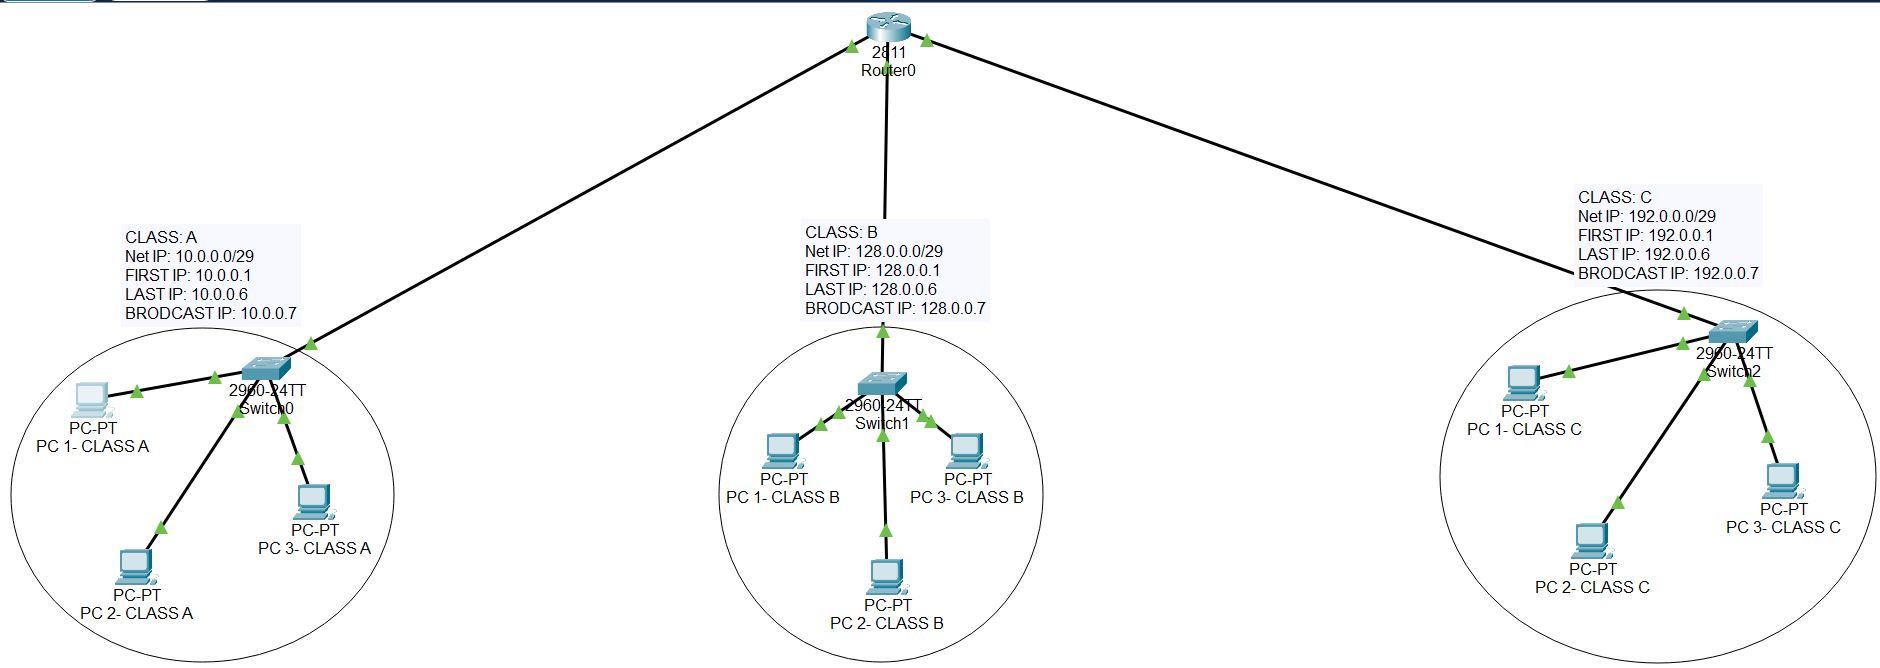 2811
Router0
CLASS: A
Net IP: 10.0.0.0/29
FIRST IP: 10.0.0.1
LAST IP: 10.0.0.6
BRODCAST IP: 10.0.0.7
2960-24TT
Switch0
PC-PT
PC 1- CLASS A
PC-PT
PC 3- CLASS A
PC-PT
PC 2- CLASS A
CLASS: B
Net IP: 128.0.0.0/29
FIRST IP: 128.0.0.1
LAST IP: 128.0.0.6
BRODCAST IP: 128.0.0.7
2960-24TT
Switch1
PC-PT
PC 1- CLASS B
PC-PT
PC 3- CLASS B
PC-PT
PC 2- CLASS B
CLASS: C
Net IP: 192.0.0.0/29
FIRST IP: 192.0.0.1
LAST IP: 192.0.0.6
BRODCAST IP: 192.0.0.7
2960-24TT
Switch2
PC-PT
PC 1- CLASS C
PC-PT
PC 3- CLASS C
PC-PT
PC 2- CLASS C